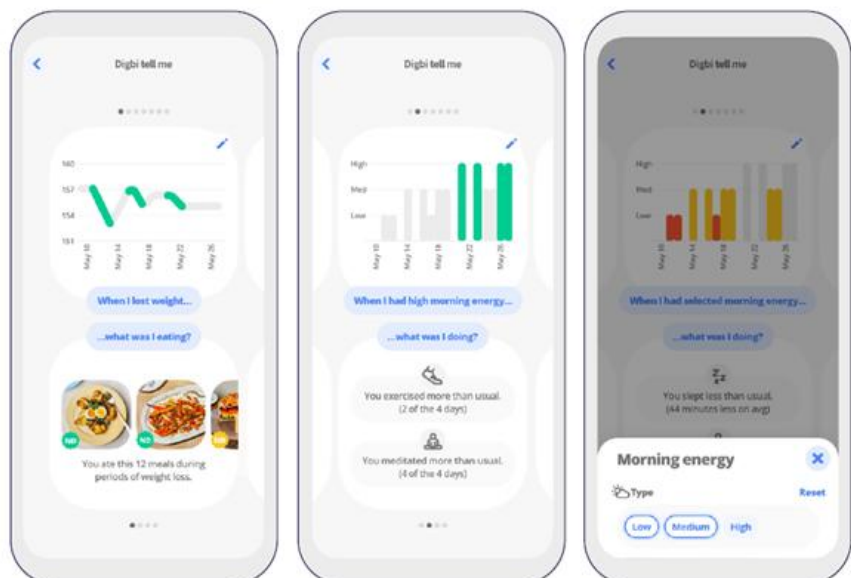 Digbi tell me
160
157
154
151
May 10
May 14
May 18
May 22
May 26
When I lost weight...
...what was I eating?
You ate this 12 meals during
periods of weight loss.
Digbi tell me
High
Med
Low
May 10
May 14
May 18
May 22
May 26
When I had high morning energy...
...what was I doing?
You exercised more than usual.
(2 of the 4 days)
You meditated more than usual.
(4 of the 4 days)
Digbi tell me
High
Med
Low
May 10
May 14
May 18
May 22
May 26
When I had selected morning energy...
...what was I doing?
You slept less than usual.
(44 minutes less on avg)
Morning energy
Type
Reset
Low
Medium
High